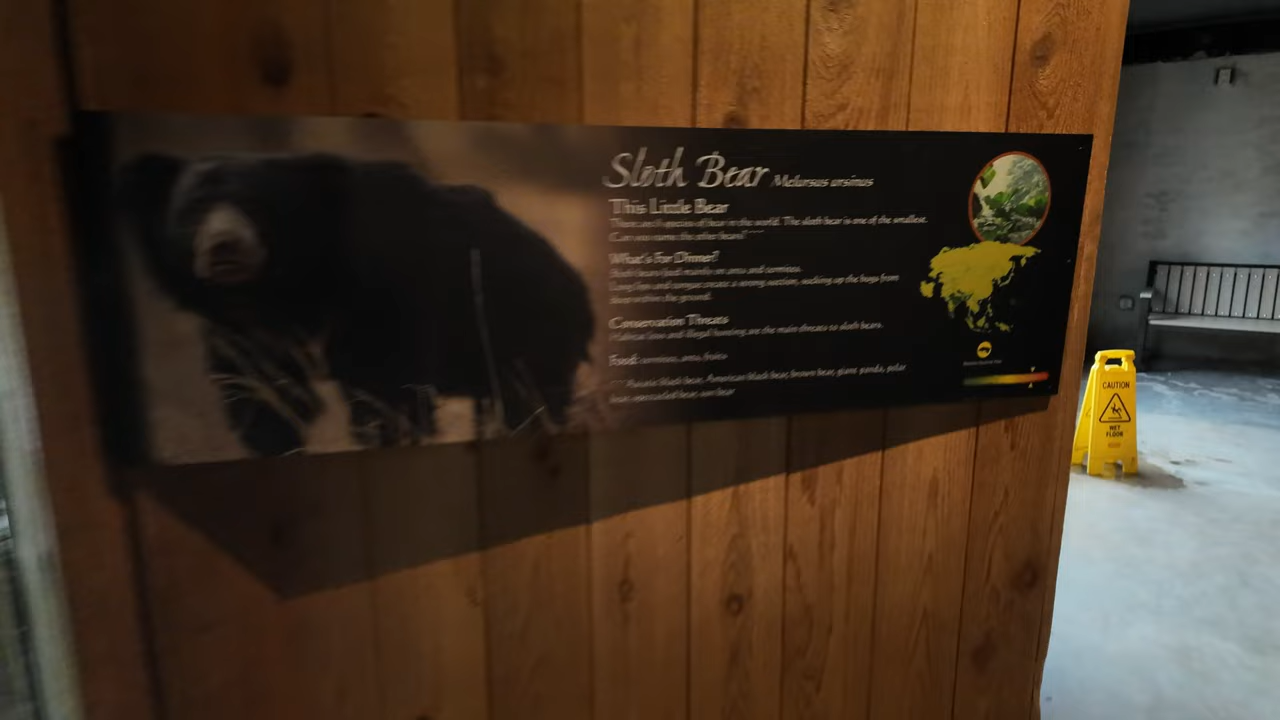 Sloth Bear Melursus ursinus
This Little Bear
There are 8 species of bear in the world. The sloth bear is one of the smallest.
Can you name the other bears?
What's For Dinner?
Sloth bears feed mainly on ants and termites.
Long lips and tongue create a strong suction, sucking up the bugs from
deep within the ground.
Conservation Threats
Habitat loss and illegal hunting are the main threats to sloth bears.
Food: termites, ants, fruits
Asiatic black bear, American black bear, brown bear, giant panda, polar
bear, spectacled bear, sun bear
CAUTION
WET
FLOOR